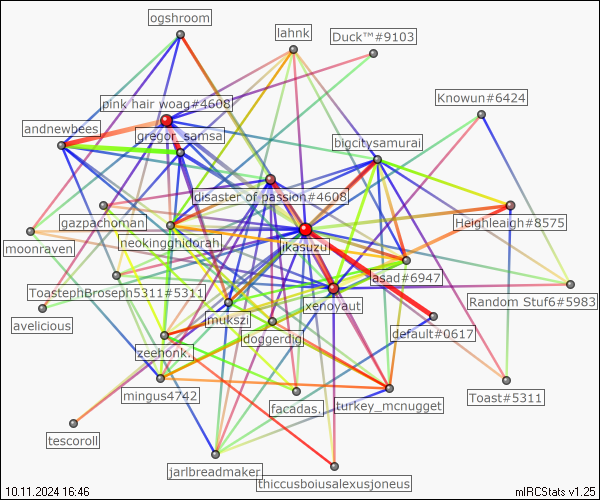 ogshroom
lahnk
Duck™#9103
pink hair woag#4608
Knowun#6424
andnewbees
gregor_samsa
bigcitysamurai
disaster of passion#4608
gazpachoman
neokingghidorah.
Heighleaigh#8575
moonraven
ikasuzu
asad#6947
ToastephBroseph5311#5311
Random Stuf6#5983
avelicious
mukszi
xenoyaut
default#0617
doggerdig
zeehonk.
mingus4742
facadas.
turkey_mcnugget
Toast#5311
tescoroll
jarlbreadmaker
thiccusboiusalexusjoneus
10.11.2024 16:46
mIRCStats v1.25